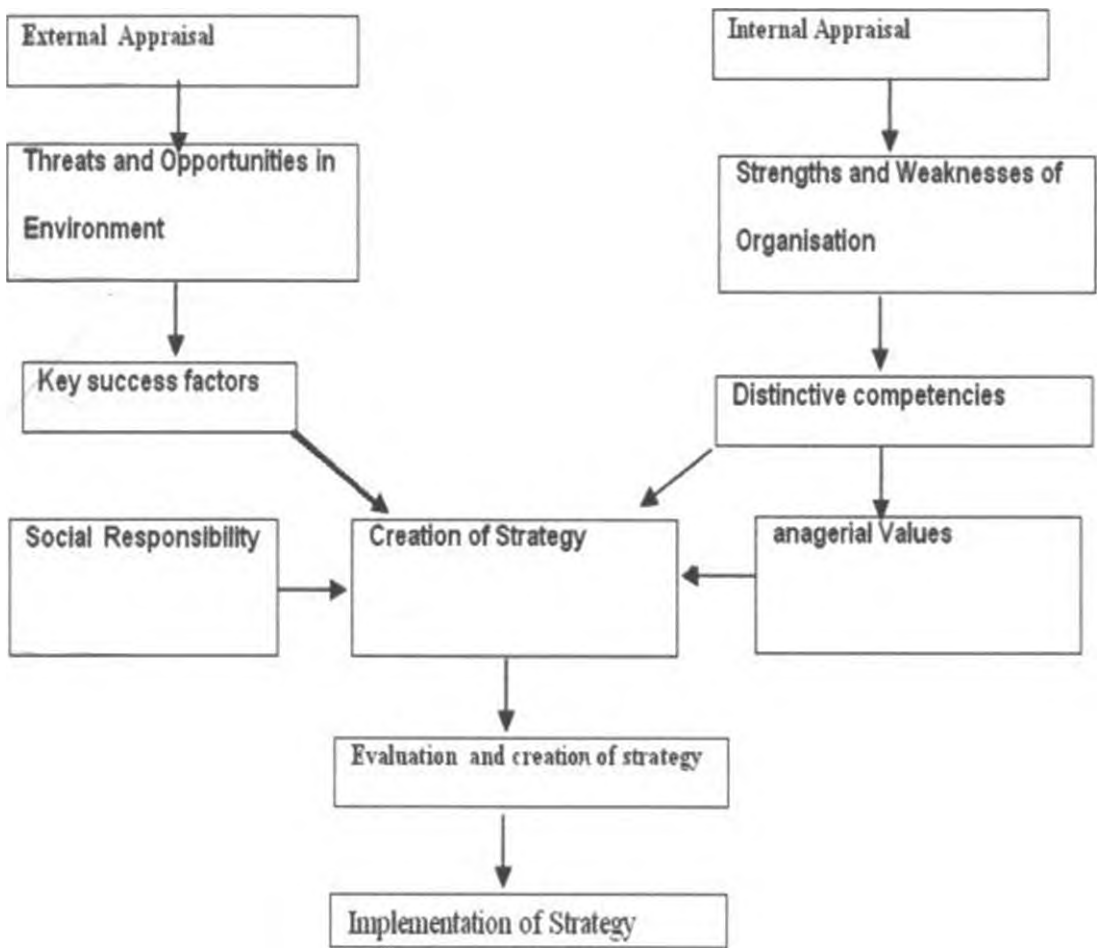 External Appraisal
Internal Appraisal
Threats and Opportunities in
Environment
Strengths and Weaknesses of
Organisation
Key success factors
Distinctive competencies
Social Responsibility
Creation of Strategy
anagerial Values
Evaluation and creation of strategy
Implementation of Strategy